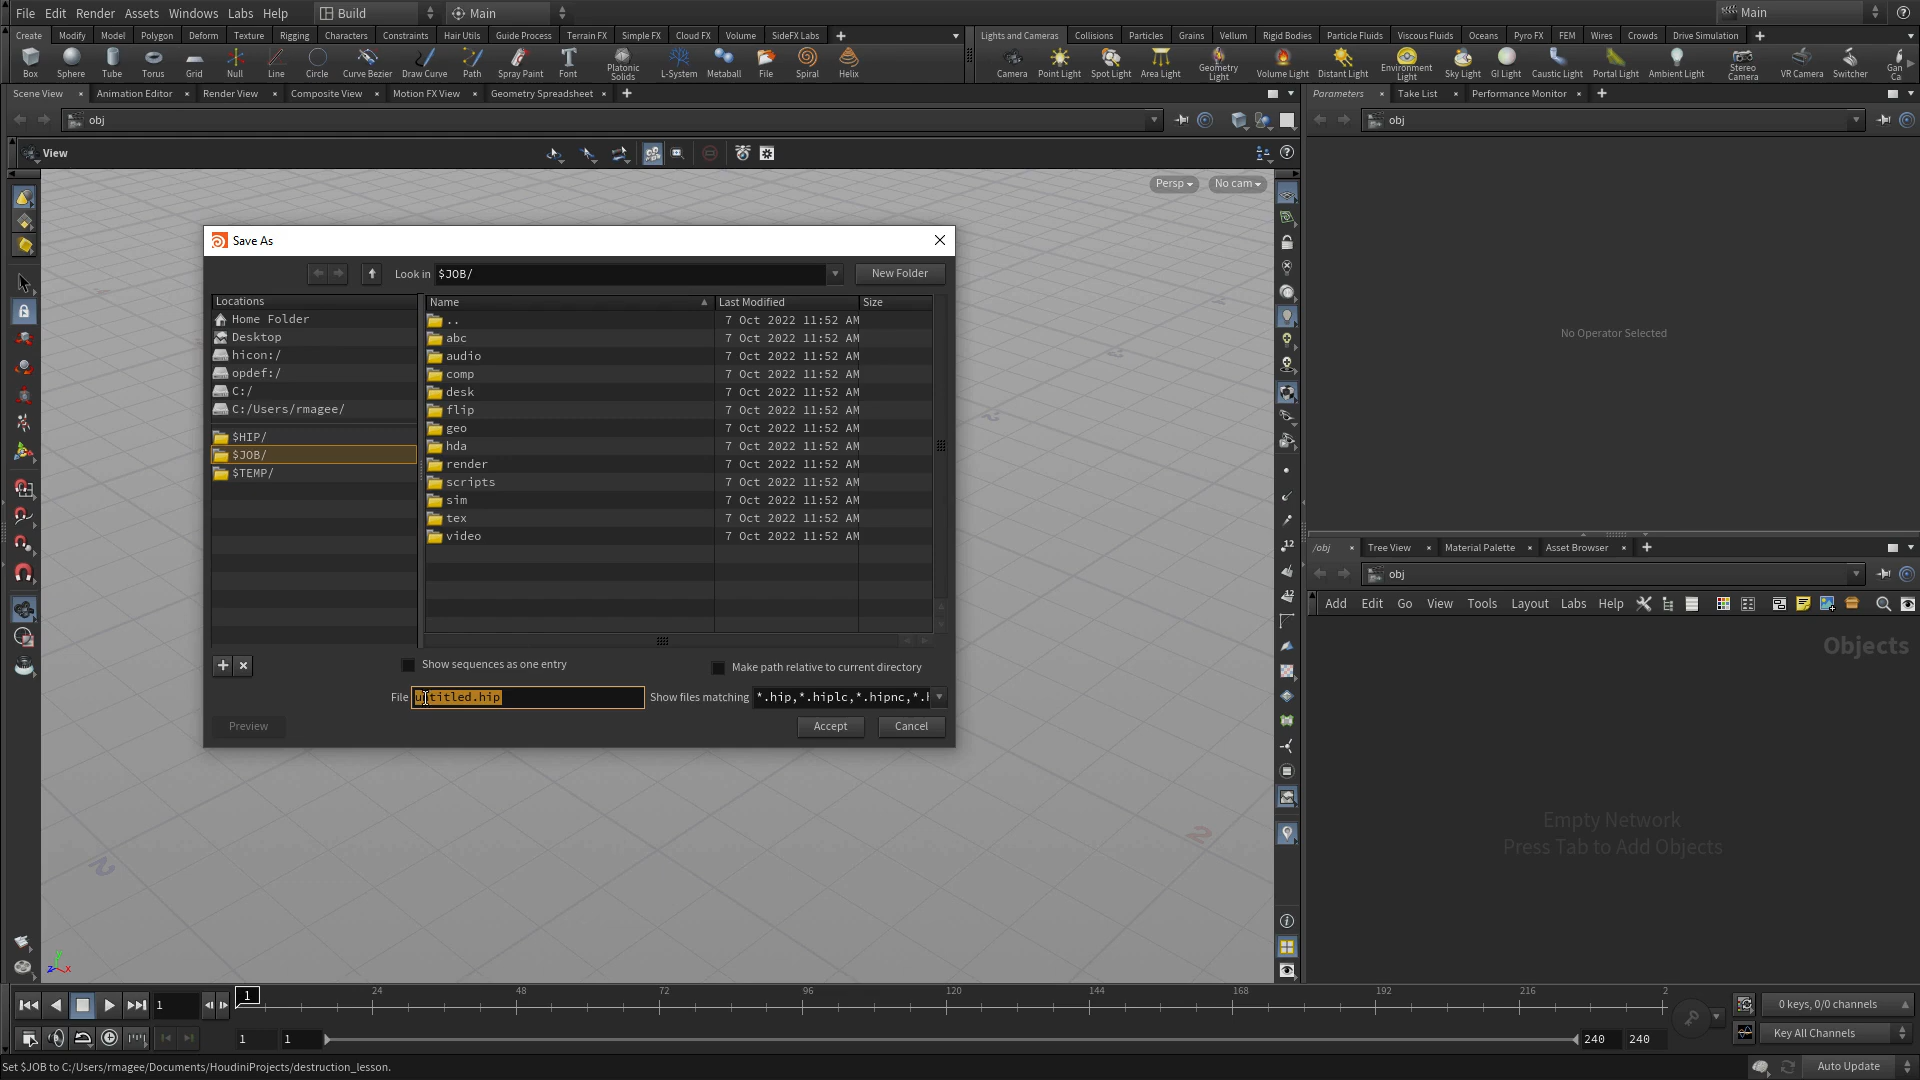 File Edit Render Assets Windows Labs Help Build Main Main
Create Modify Model Polygon Deform Texture Rigging Characters Constraints Hair Utils Guide Process Terrain FX Simple FX Cloud FX Volume SideFX Labs
Lights and Cameras Collisions Particles Grains Vellum Rigid Bodies Particle Fluids Viscous Fluids Oceans Pyro FX FEM Wires Crowds Drive Simulation
Box Sphere Tube Torus Grid Null Line Circle Curve Bezier Draw Curve Path Spray Paint Font Platonic Solids L-System Metaball File Spiral Helix
Camera Point Light Spot Light Area Light Geometry Light Volume Light Distant Light Environment Light Sky Light GI Light Caustic Light Portal Light Ambient Light Stereo Camera VR Camera Switcher Gan Ca
Scene View Animation Editor Render View Composite View Motion FX View Geometry Spreadsheet
Parameters Take List Performance Monitor
obj
obj
View
Persp No cam
No Operator Selected
Save As
Look in $JOB/ New Folder
Locations
Home Folder
Desktop
hicon:/
opdef:/
C:/
C:/Users/rmagee/
$HIP/
$JOB/
$TEMP/
Name Last Modified Size
.. 7 Oct 2022 11:52 AM
abc 7 Oct 2022 11:52 AM
audio 7 Oct 2022 11:52 AM
comp 7 Oct 2022 11:52 AM
desk 7 Oct 2022 11:52 AM
flip 7 Oct 2022 11:52 AM
geo 7 Oct 2022 11:52 AM
hda 7 Oct 2022 11:52 AM
render 7 Oct 2022 11:52 AM
scripts 7 Oct 2022 11:52 AM
sim 7 Oct 2022 11:52 AM
tex 7 Oct 2022 11:52 AM
video 7 Oct 2022 11:52 AM
Show sequences as one entry Make path relative to current directory
File untitled.hip Show files matching *.hip,*.hiplc,*.hipnc,*.h
Preview Accept Cancel
/obj Tree View Material Palette Asset Browser
obj
Add Edit Go View Tools Layout Labs Help
Objects
Empty Network
Press Tab to Add Objects
12
12
2
z y x
1 1 24 48 72 96 120 144 168 192 216 2
0 keys, 0/0 channels
1 1 240 240 Key All Channels
Set $JOB to C:/Users/rmagee/Documents/HoudiniProjects/destruction_lesson. Auto Update